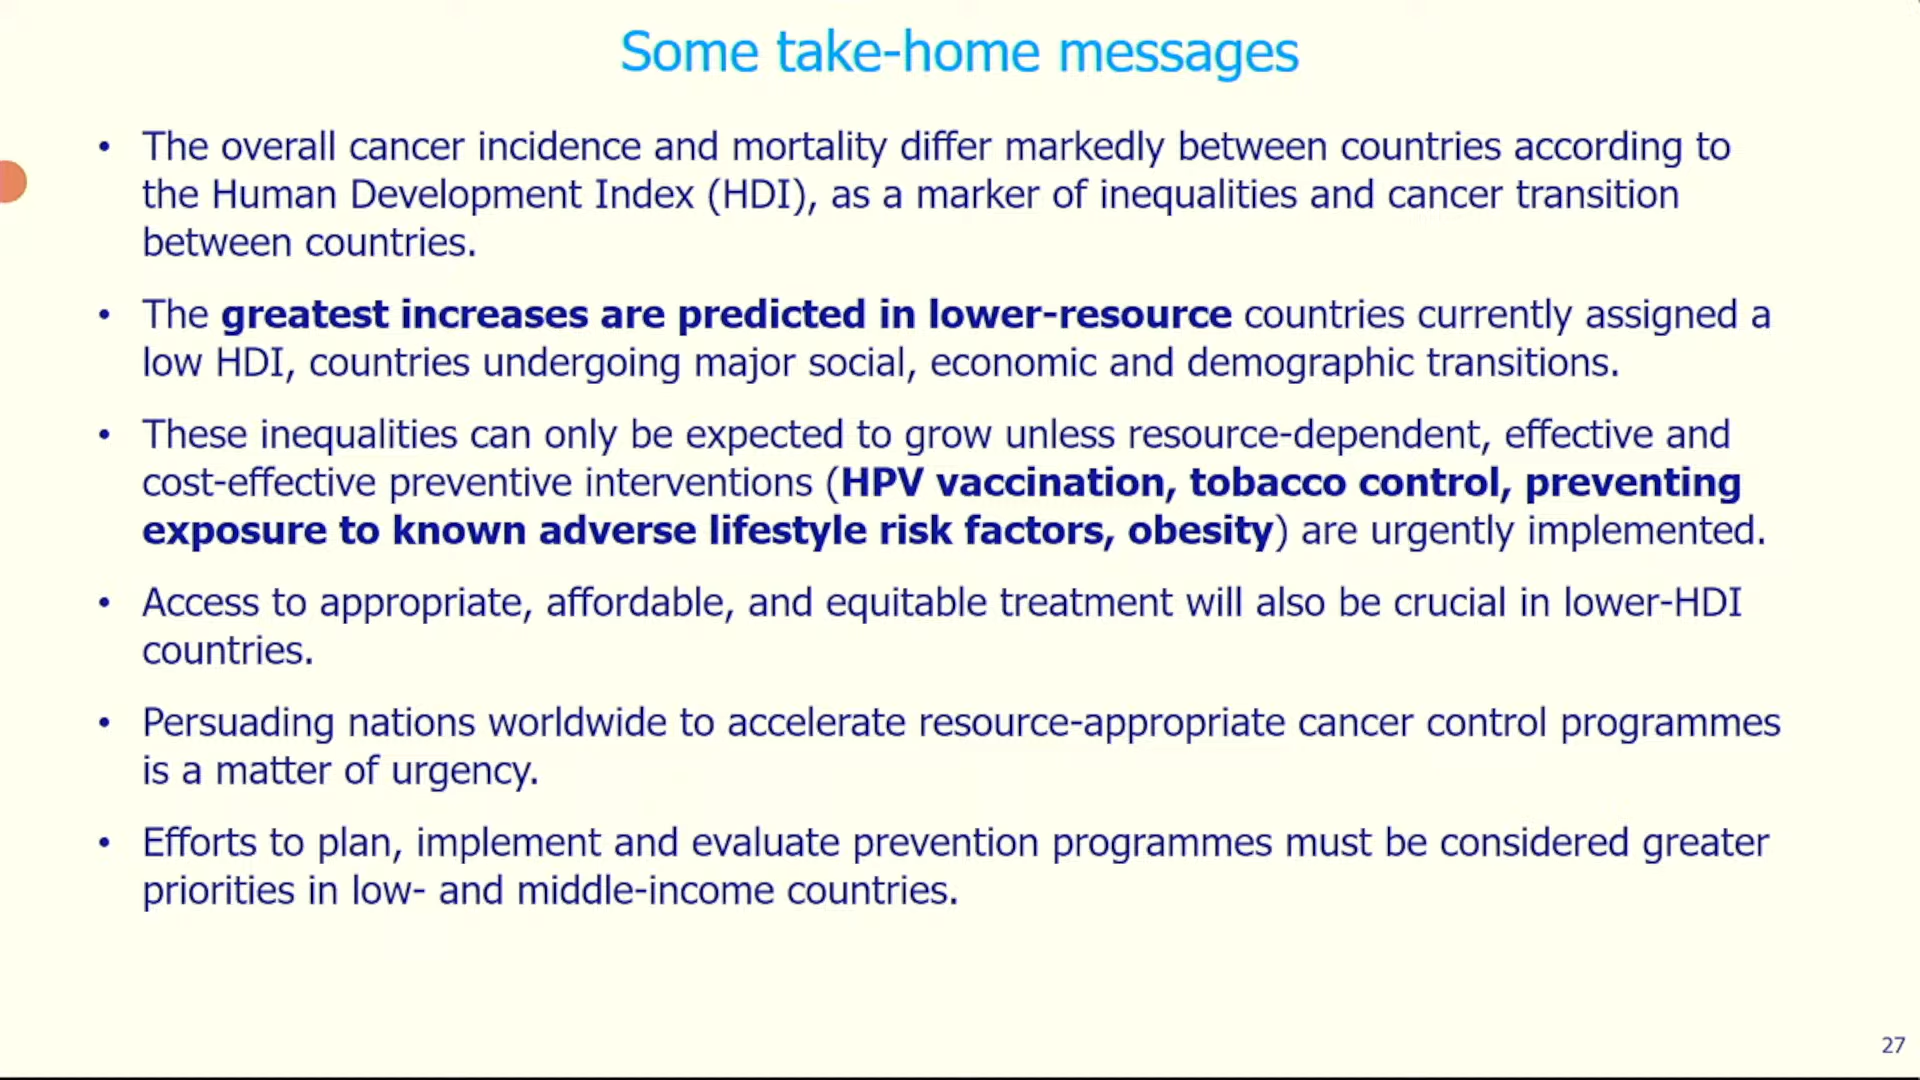 Some take-home messages
• The overall cancer incidence and mortality differ markedly between countries according to
the Human Development Index (HDI), as a marker of inequalities and cancer transition
between countries.
• The greatest increases are predicted in lower-resource countries currently assigned a
low HDI, countries undergoing major social, economic and demographic transitions.
• These inequalities can only be expected to grow unless resource-dependent, effective and
cost-effective preventive interventions (HPV vaccination, tobacco control, preventing
exposure to known adverse lifestyle risk factors, obesity) are urgently implemented.
• Access to appropriate, affordable, and equitable treatment will also be crucial in lower-HDI
countries.
• Persuading nations worldwide to accelerate resource-appropriate cancer control programmes
is a matter of urgency.
• Efforts to plan, implement and evaluate prevention programmes must be considered greater
priorities in low- and middle-income countries.
27